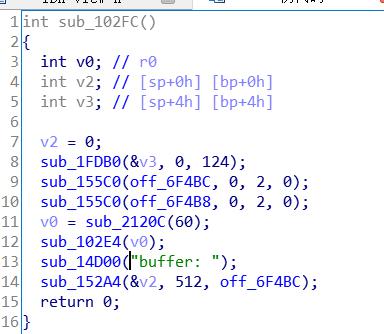 1 int sub_102FC()
2 {
3 int v0; // r0
4 int v2; // [sp+0h] [bp+0h]
5 int v3; // [sp+4h] [bp+4h]
6
7 v2 = 0;
8 sub_1FDB0(&v3, 0, 124);
9 sub_155C0(off_6F4BC, 0, 2, 0);
10 sub_155C0(off_6F4B8, 0, 2, 0);
11 v0 = sub_2120C(60);
12 sub_102E4(v0);
13 sub_14D00("buffer: ");
14 sub_152A4(&v2, 512, off_6F4BC);
15 return 0;
16 }